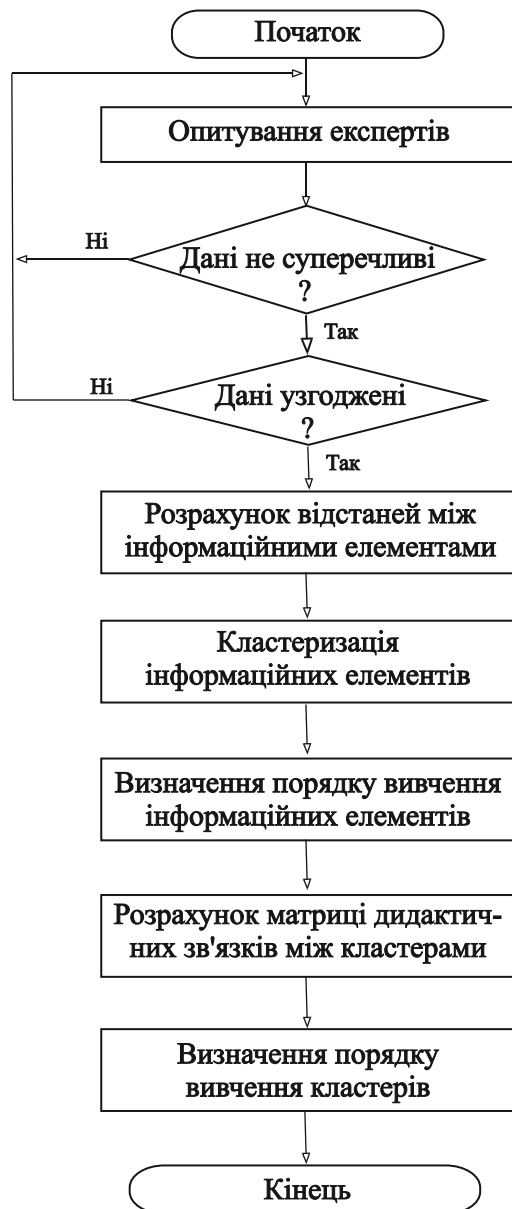 Початок
Опитування експертів
Ні
Дані не суперечливі
?
Так
Ні
Дані узгоджені
?
Так
Розрахунок відстаней між
інформаційними елементами
Кластеризація
інформаційних елементів
Визначення порядку вивчення
інформаційних елементів
Розрахунок матриці дидактич-
них зв'язків між кластерами
Визначення порядку
вивчення кластерів
Кінець